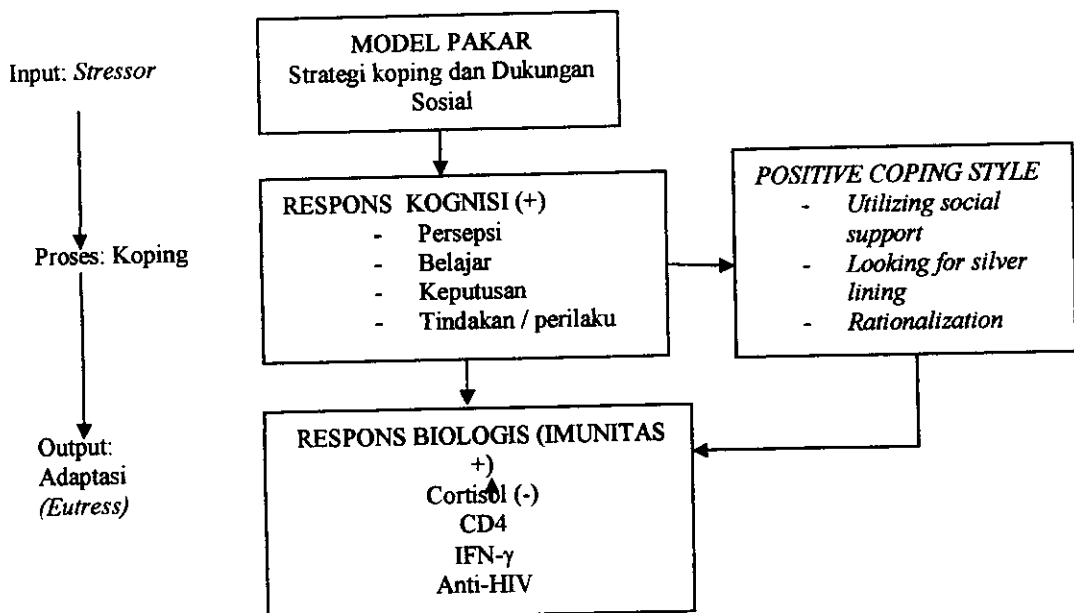 Input: Stressor
Proses: Koping
Output:
Adaptasi
(Eutress)
MODEL PAKAR
Strategi koping dan Dukungan
Sosial
RESPONS KOGNISI (+)
- Persepsi
- Belajar
- Keputusan
- Tindakan / perilaku
POSITIVE COPING STYLE
- Utilizing social
support
- Looking for silver
lining
- Rationalization
RESPONS BIOLOGIS (IMUNITAS
+)
Cortisol (-)
CD4
IFN-γ
Anti-HIV